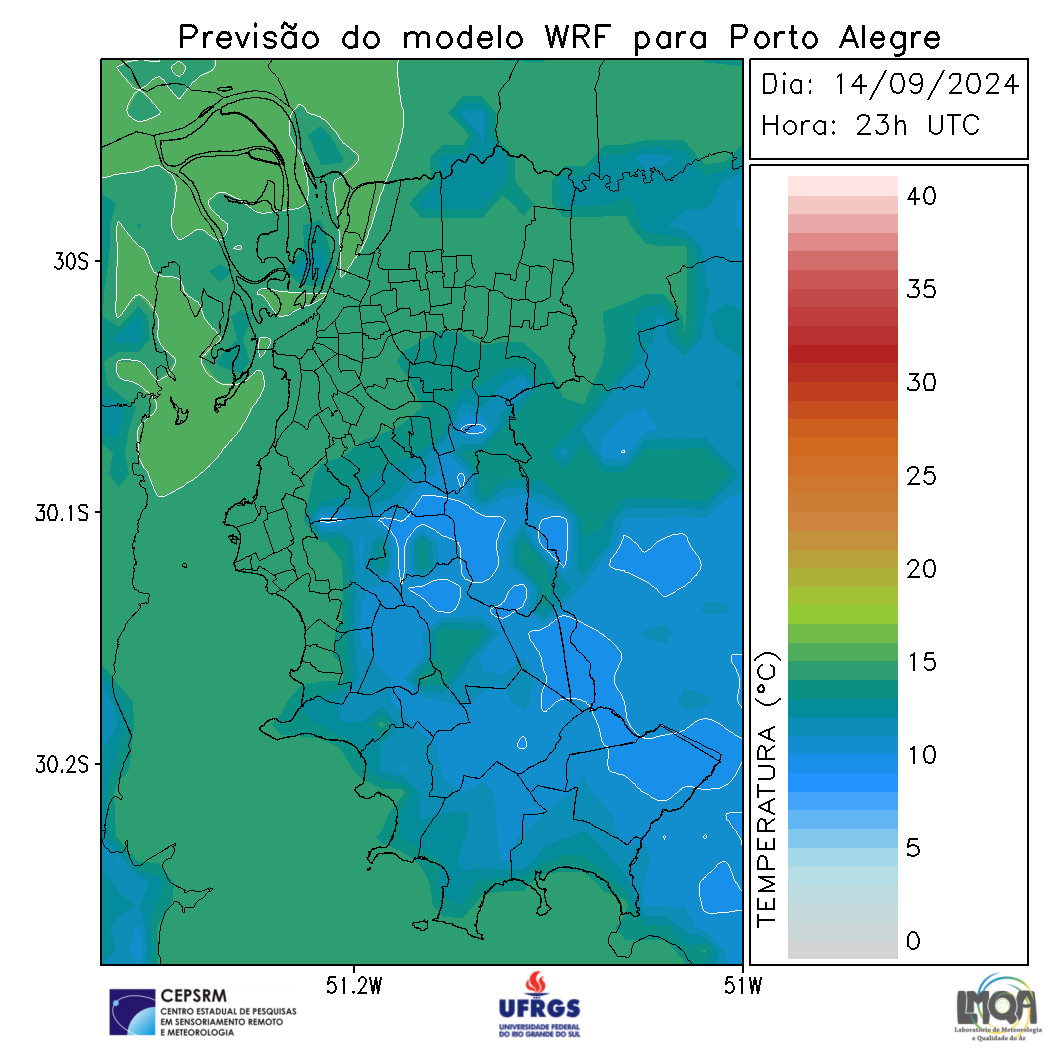 Previsão do modelo WRF para Porto Alegre
Dia: 14/09/2024
Hora: 23h UTC
30S
30.1S
30.2S
51.2W
51W
TEMPERATURA (°C)
40
35
30
25
20
15
10
5
0
CEPSRM
CENTRO ESTADUAL DE PESQUISAS
EM SENSORIAMENTO REMOTO
E METEOROLOGIA
UFRGS
UNIVERSIDADE FEDERAL
DO RIO GRANDE DO SUL
LMQA
Laboratório de Meteorologia
e Qualidade do Ar